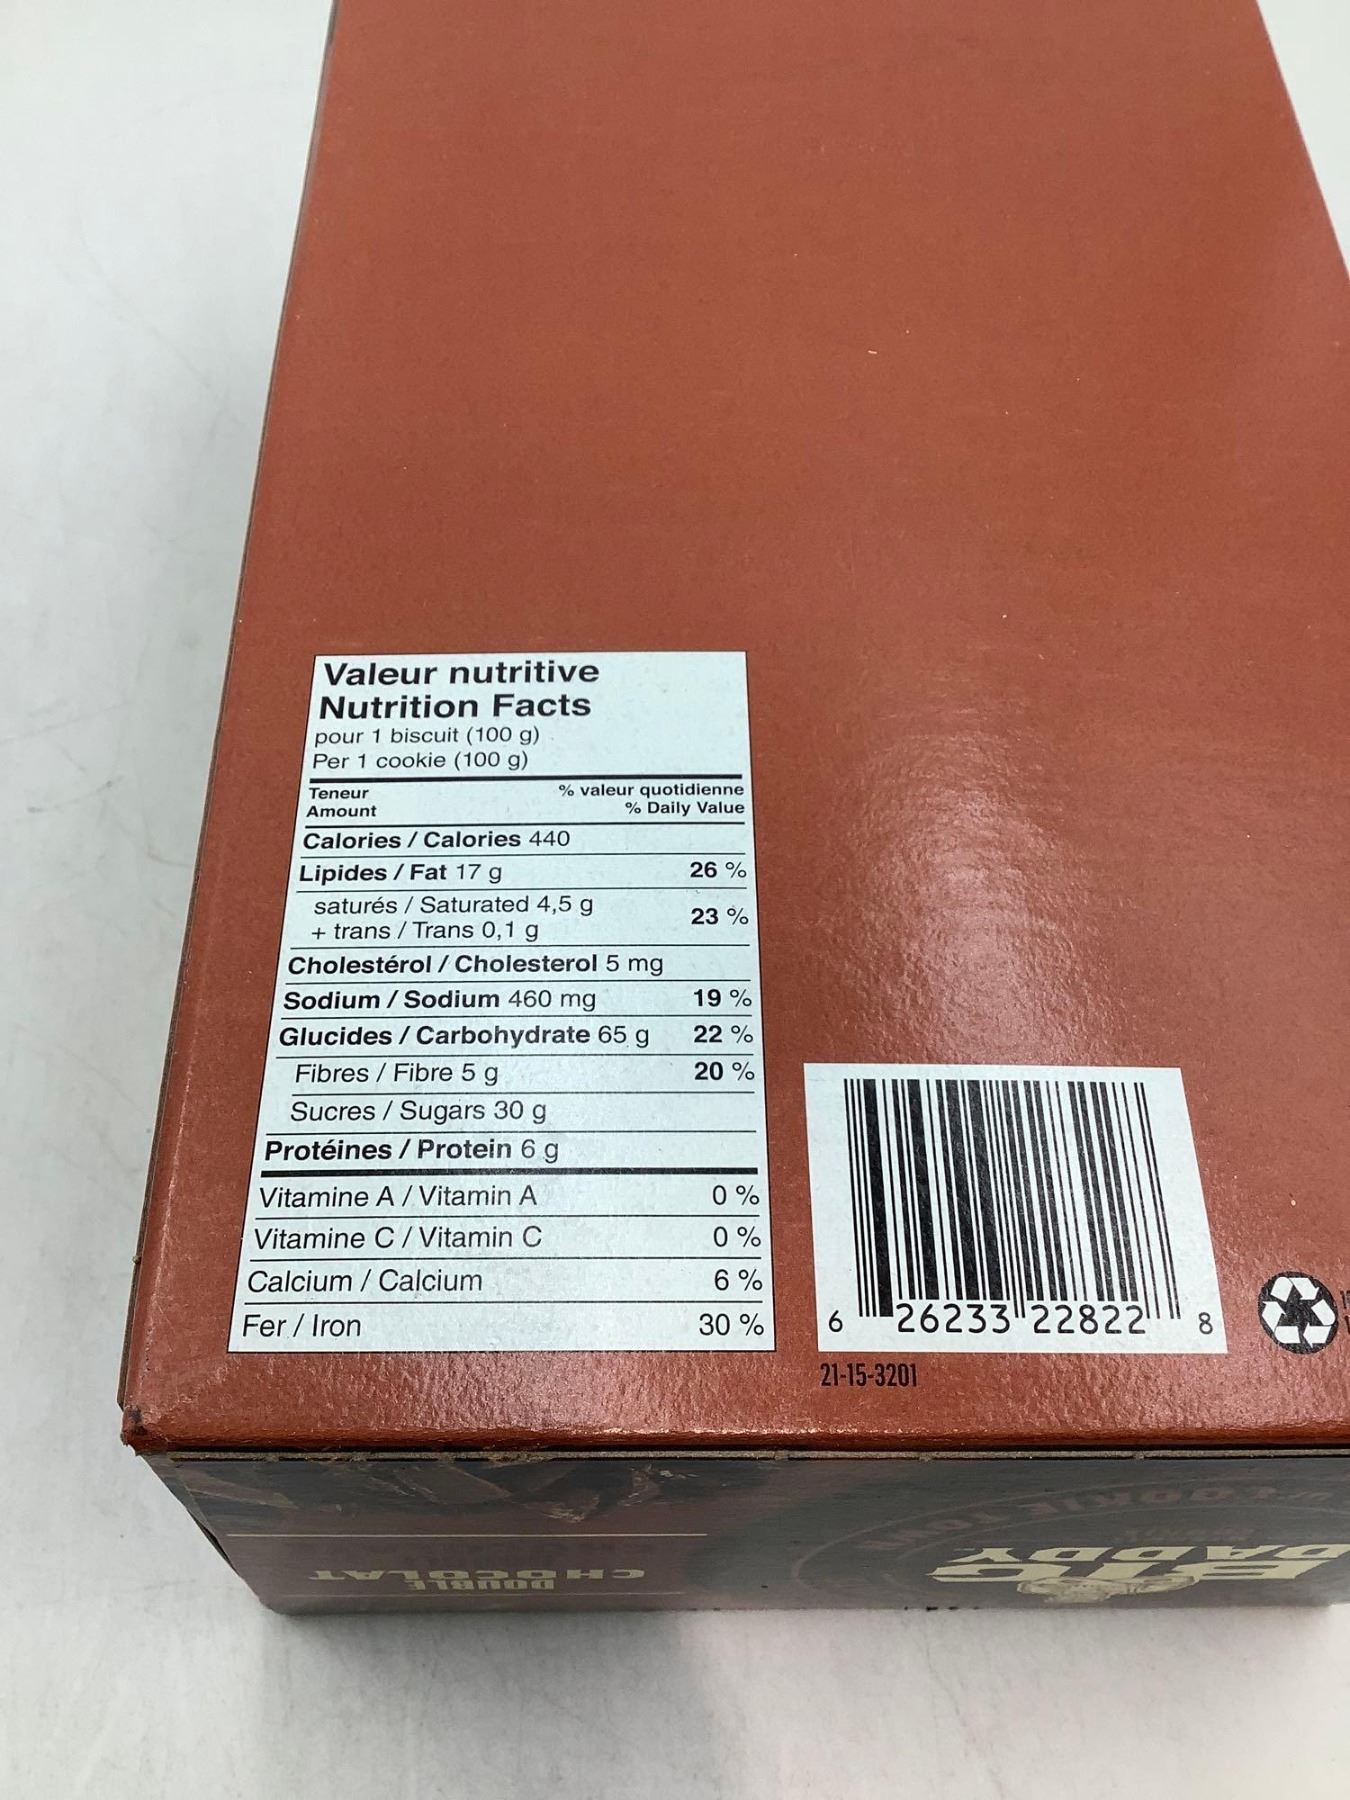 Valeur nutritive
Nutrition Facts
pour 1 biscuit (100 g)
Per 1 cookie (100 g)
Teneur % valeur quotidienne
Amount % Daily Value
Calories / Calories 440
Lipides / Fat 17 g 26 %
saturés / Saturated 4,5 g
+ trans / Trans 0,1 g 23 %
Cholestérol / Cholesterol 5 mg
Sodium / Sodium 460 mg 19 %
Glucides / Carbohydrate 65 g 22 %
Fibres / Fibre 5 g 20 %
Sucres / Sugars 30 g
Protéines / Protein 6 g
Vitamine A / Vitamin A 0 %
Vitamine C / Vitamin C 0 %
Calcium / Calcium 6 %
Fer / Iron 30 %
6 26233 22822 8
21-15-3201
DOUBLE
CHOCOLAT
BIG
DADDY